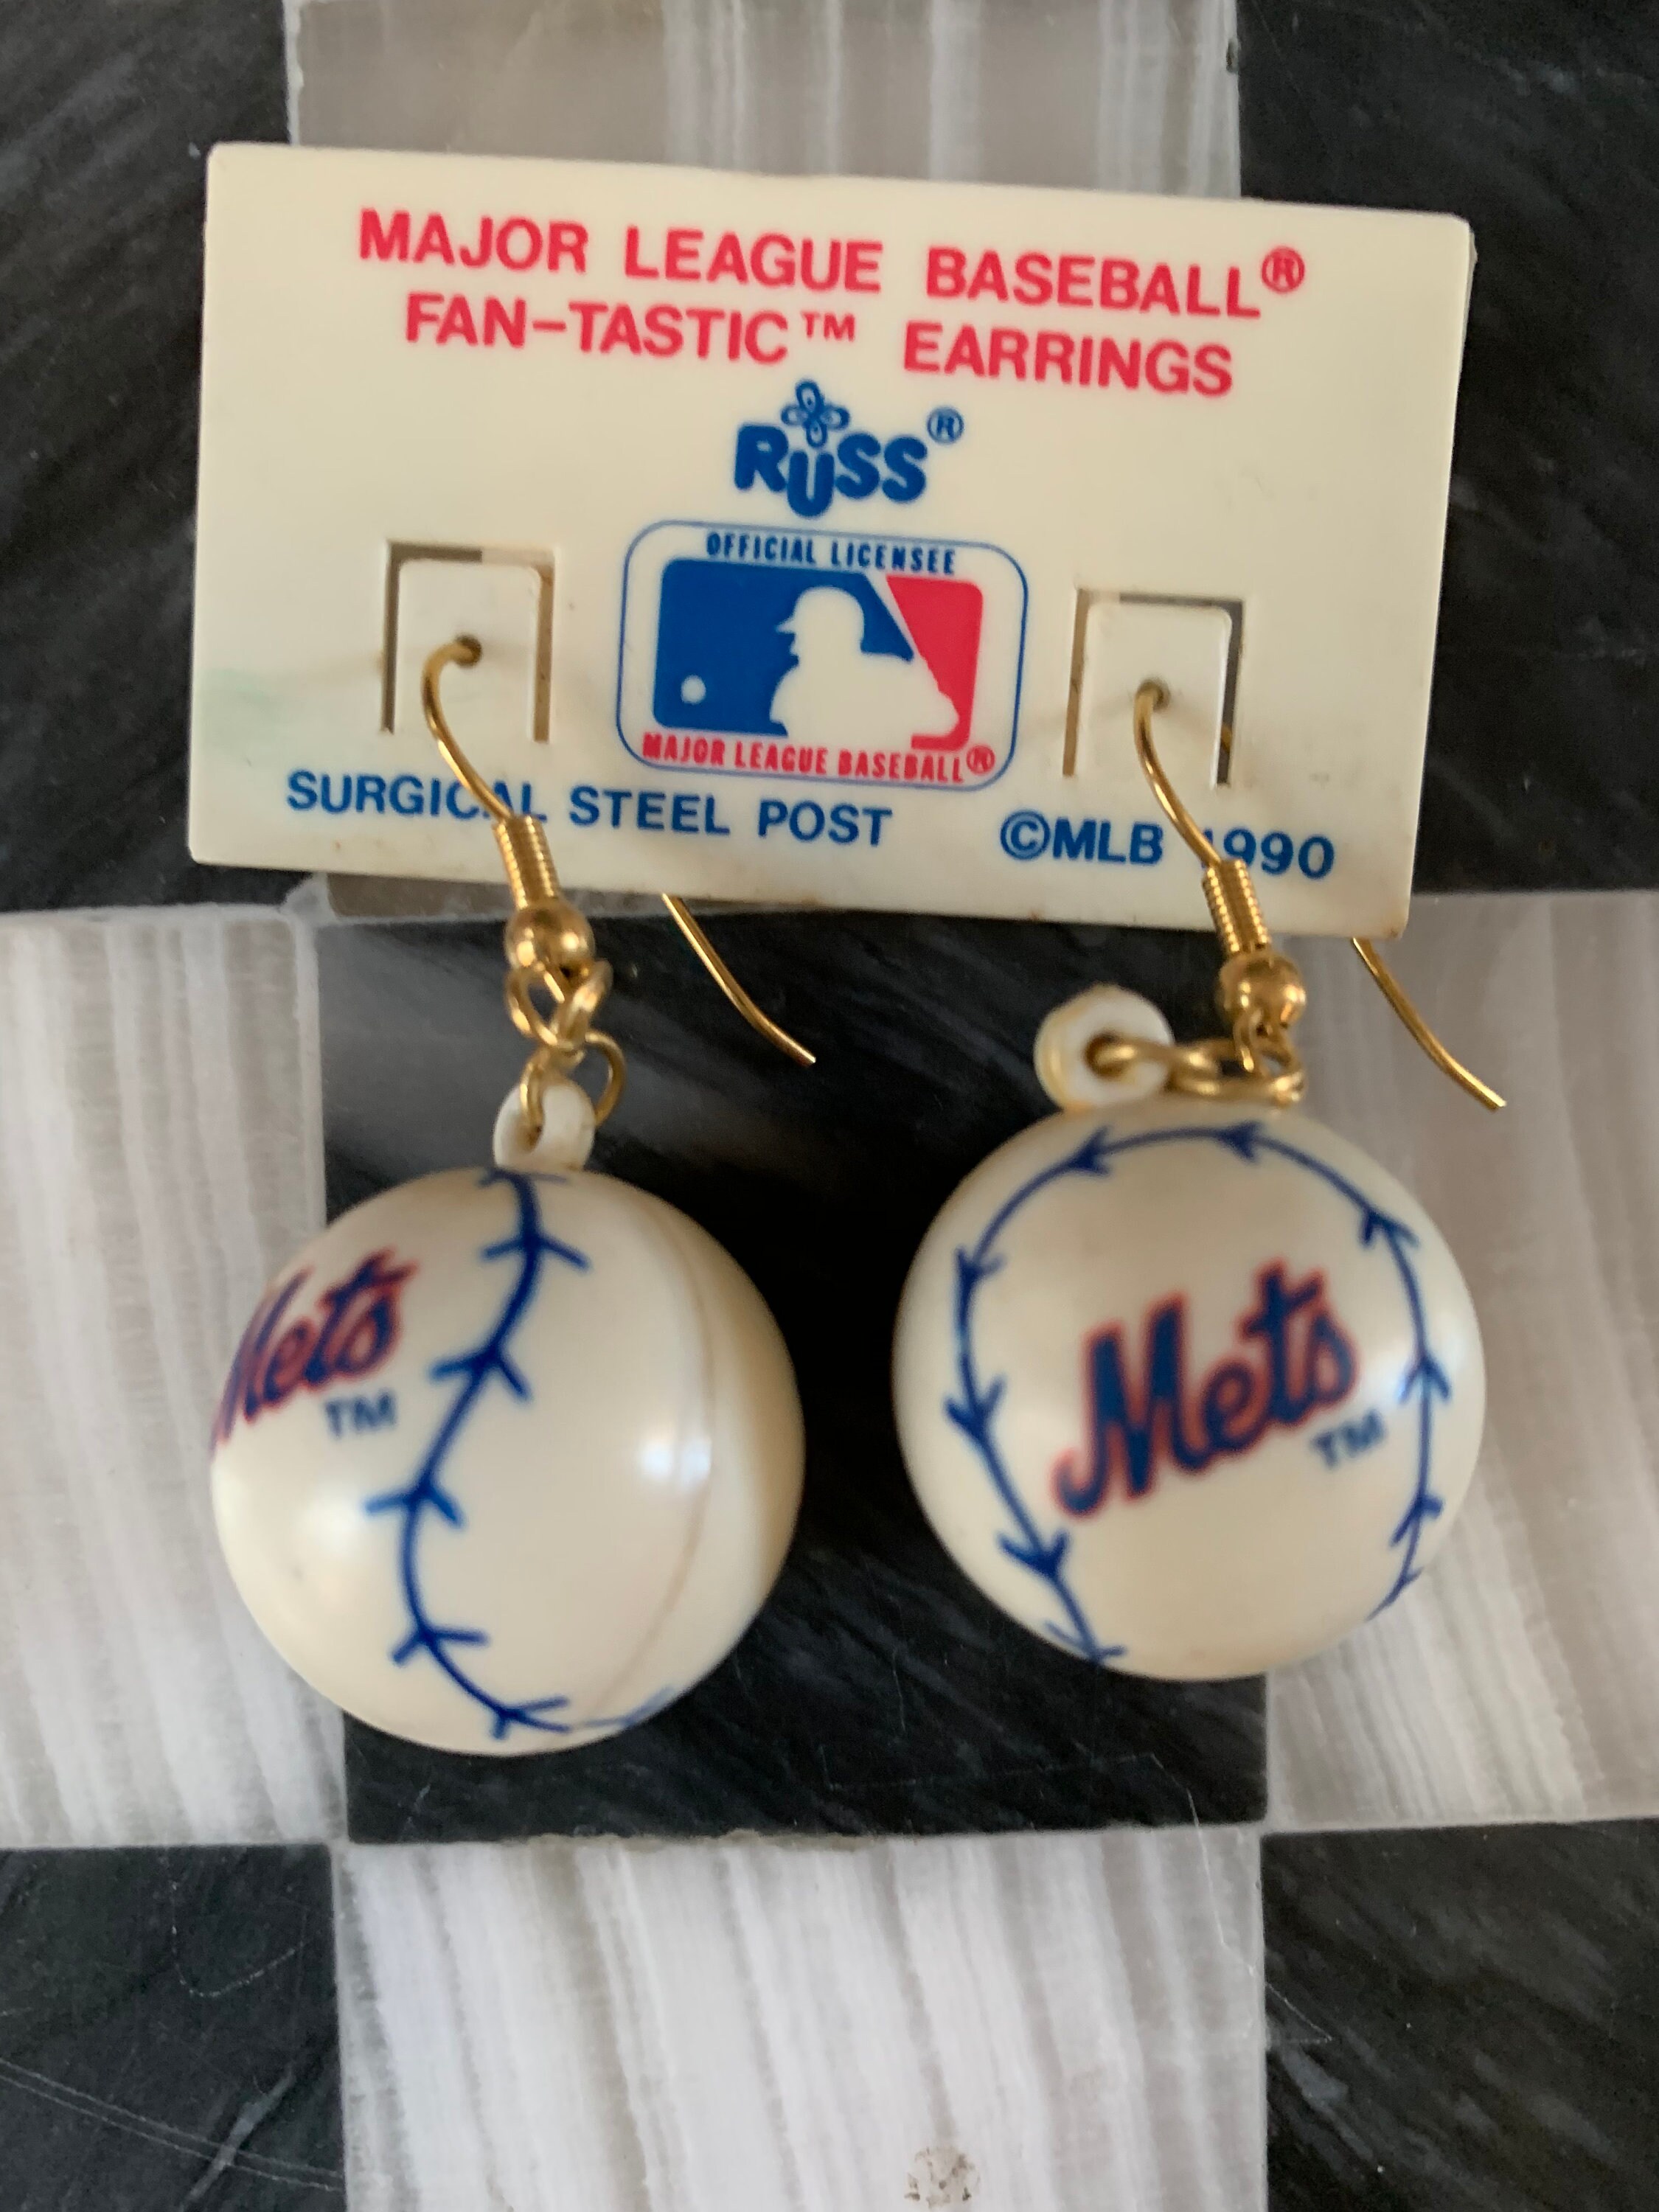 MAJOR LEAGUE BASEBALL®
FAN-TASTIC™ EARRINGS
RUSS®
OFFICIAL LICENSEE
MAJOR LEAGUE BASEBALL®
SURGICAL STEEL POST ©MLB 1990
Mets
TM
Mets
TM